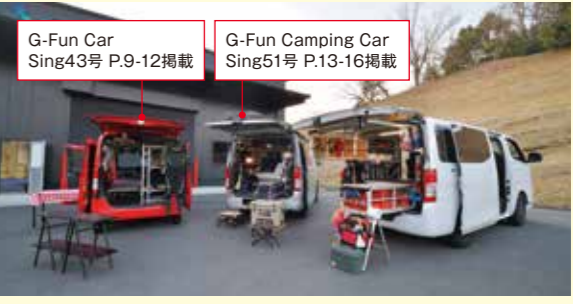 G-Fun Car
Sing43号 P.9-12掲載
G-Fun Camping Car
Sing51号 P.13-16掲載